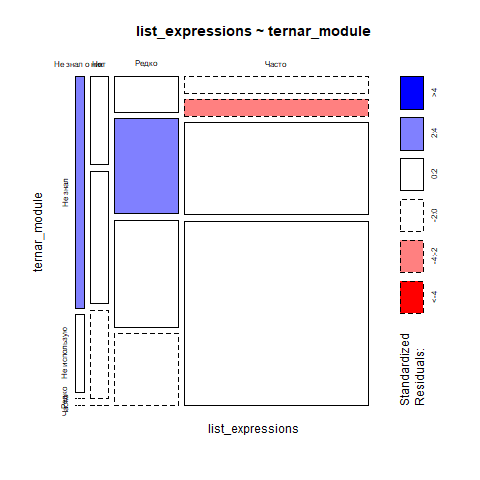 list_expressions ~ ternar_module
Не знал о них
Нет
Редко
Часто
Не знал
Не использую
Редко
Часто
ternar_module
list_expressions
>4
2:4
0:2
-2:0
-4:-2
<-4
Standardized
Residuals: